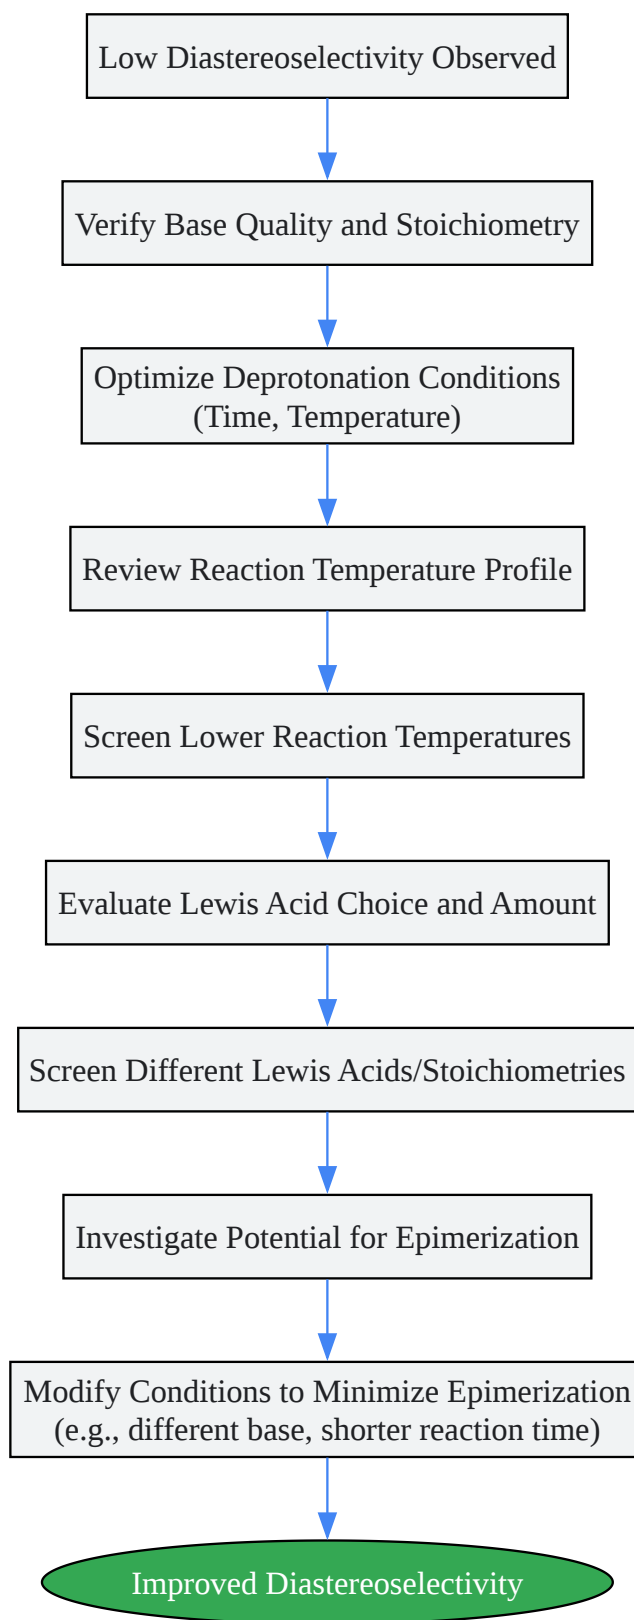 Low Diastereoselectivity Observed
Verify Base Quality and Stoichiometry
Optimize Deprotonation Conditions
(Time, Temperature)
Review Reaction Temperature Profile
Screen Lower Reaction Temperatures
Evaluate Lewis Acid Choice and Amount
Screen Different Lewis Acids/Stoichiometries
Investigate Potential for Epimerization
Modify Conditions to Minimize Epimerization
(e.g., different base, shorter reaction time)
Improved Diastereoselectivity